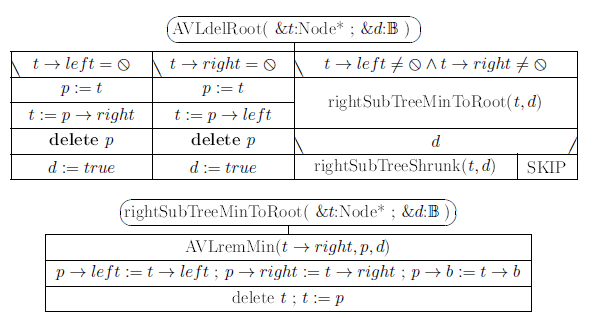 AVLdelRoot( &t:Node* ; &d:𝔹 )
t → left = ⦸ t → right = ⦸ t → left ≠ ⦸ ∧ t → right ≠ ⦸
p := t p := t rightSubTreeMinToRoot(t, d)
t := p → right t := p → left
delete p delete p d
d := true d := true rightSubTreeShrunk(t, d) SKIP
rightSubTreeMinToRoot( &t:Node* ; &d:𝔹 )
AVLremMin(t → right, p, d)
p → left := t → left ; p → right := t → right ; p → b := t → b
delete t ; t := p